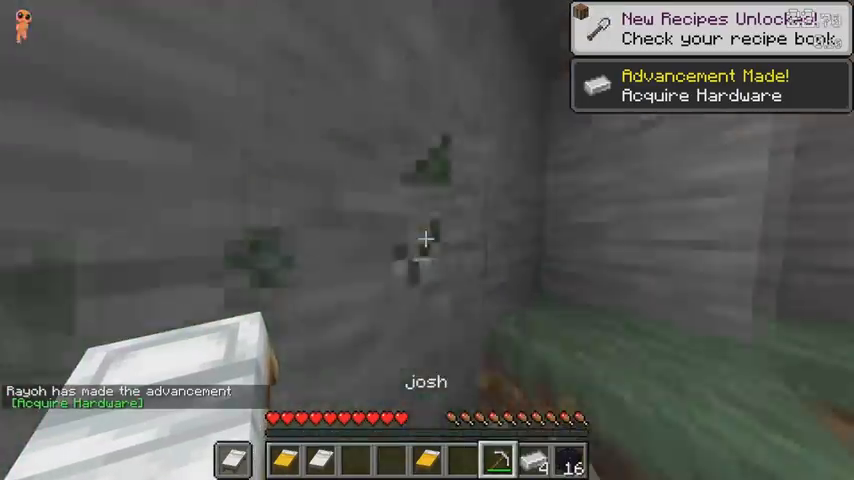 New Recipes Unlocked!
Check your recipe book
Advancement Made!
Acquire Hardware
josh
Rayoh has made the advancement
[Acquire Hardware]
4
16